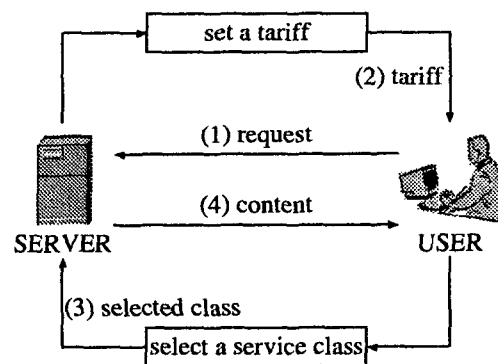 set a tariff
(2) tariff
(1) request
(4) content
SERVER
USER
(3) selected class
select a service class